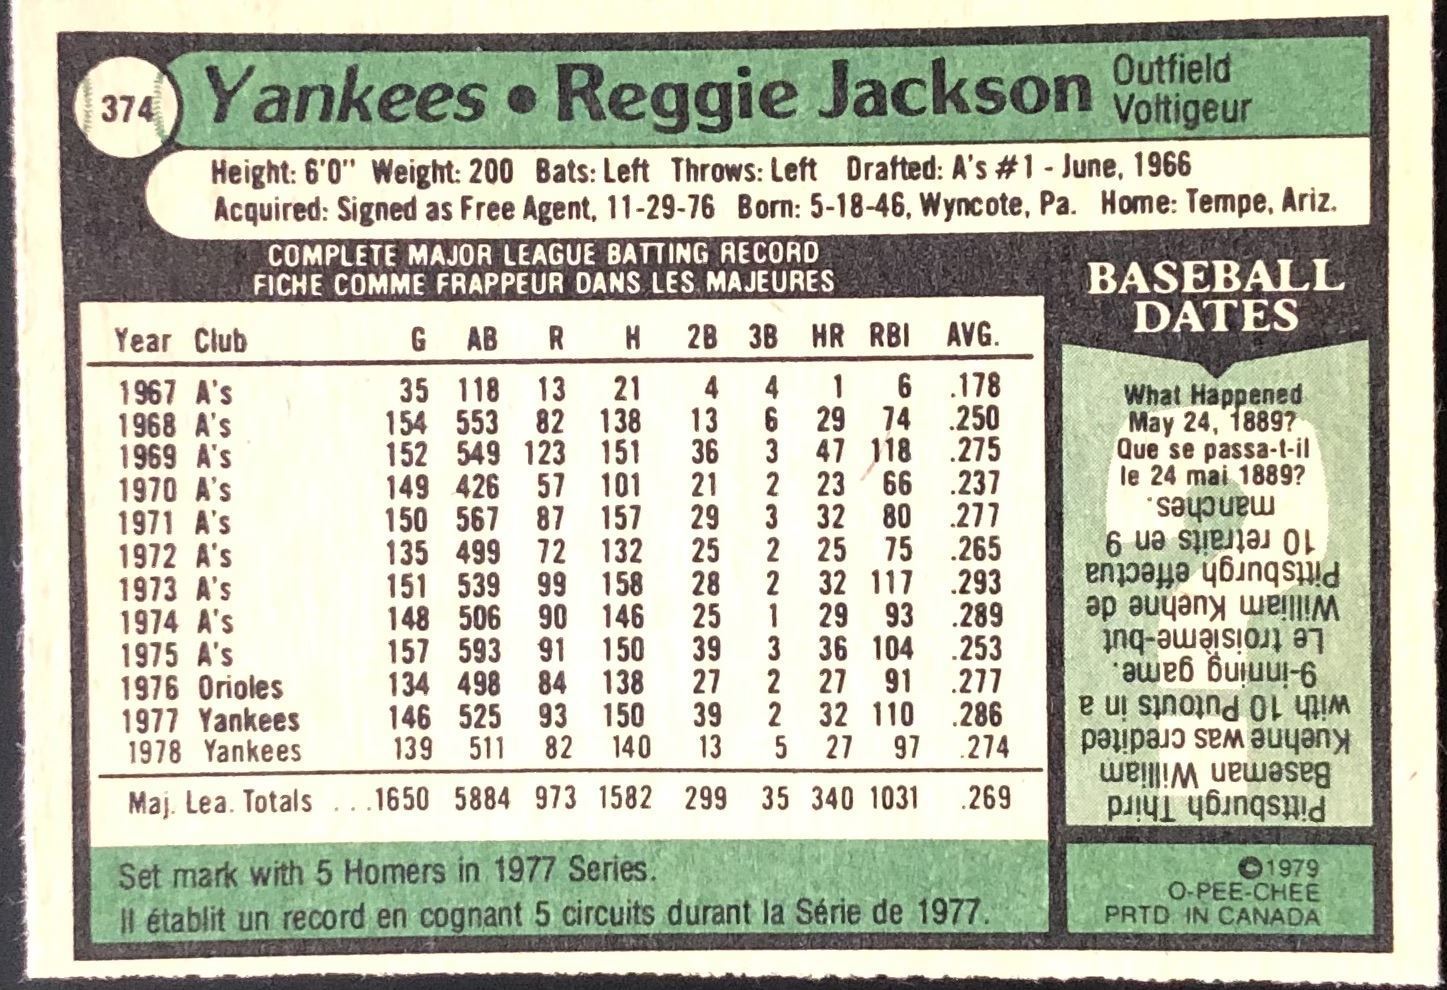 374
Yankees • Reggie Jackson
Outfield
Voltigeur
Height: 6'0" Weight: 200 Bats: Left Throws: Left Drafted: A's #1 - June, 1966
Acquired: Signed as Free Agent, 11-29-76 Born: 5-18-46, Wyncote, Pa. Home: Tempe, Ariz.
COMPLETE MAJOR LEAGUE BATTING RECORD
FICHE COMME FRAPPEUR DANS LES MAJEURES
Year Club G AB R H 2B 3B HR RBI AVG.
1967 A's 35 118 13 21 4 4 1 6 .178
1968 A's 154 553 82 138 13 6 29 74 .250
1969 A's 152 549 123 151 36 3 47 118 .275
1970 A's 149 426 57 101 21 2 23 66 .237
1971 A's 150 567 87 157 29 3 32 80 .277
1972 A's 135 499 72 132 25 2 25 75 .265
1973 A's 151 539 99 158 28 2 32 117 .293
1974 A's 148 506 90 146 25 1 29 93 .289
1975 A's 157 593 91 150 39 3 36 104 .253
1976 Orioles 134 498 84 138 27 2 27 91 .277
1977 Yankees 146 525 93 150 39 2 32 110 .286
1978 Yankees 139 511 82 140 13 5 27 97 .274
Maj. Lea. Totals ...1650 5884 973 1582 299 35 340 1031 .269
Set mark with 5 Homers in 1977 Series.
Il établit un record en cognant 5 circuits durant la Série de 1977.
BASEBALL
DATES
What Happened
May 24, 1889?
Que se passa-t-il
le 24 mai 1889?
Pittsburgh Third
Baseman William
Kuehne was credited
with 10 Putouts in a
9-inning game.
Le troisième-but
William Kuehne de
Pittsburgh effectua
10 retraits en 9
manches.
©1979
O-PEE-CHEE
PRTD IN CANADA